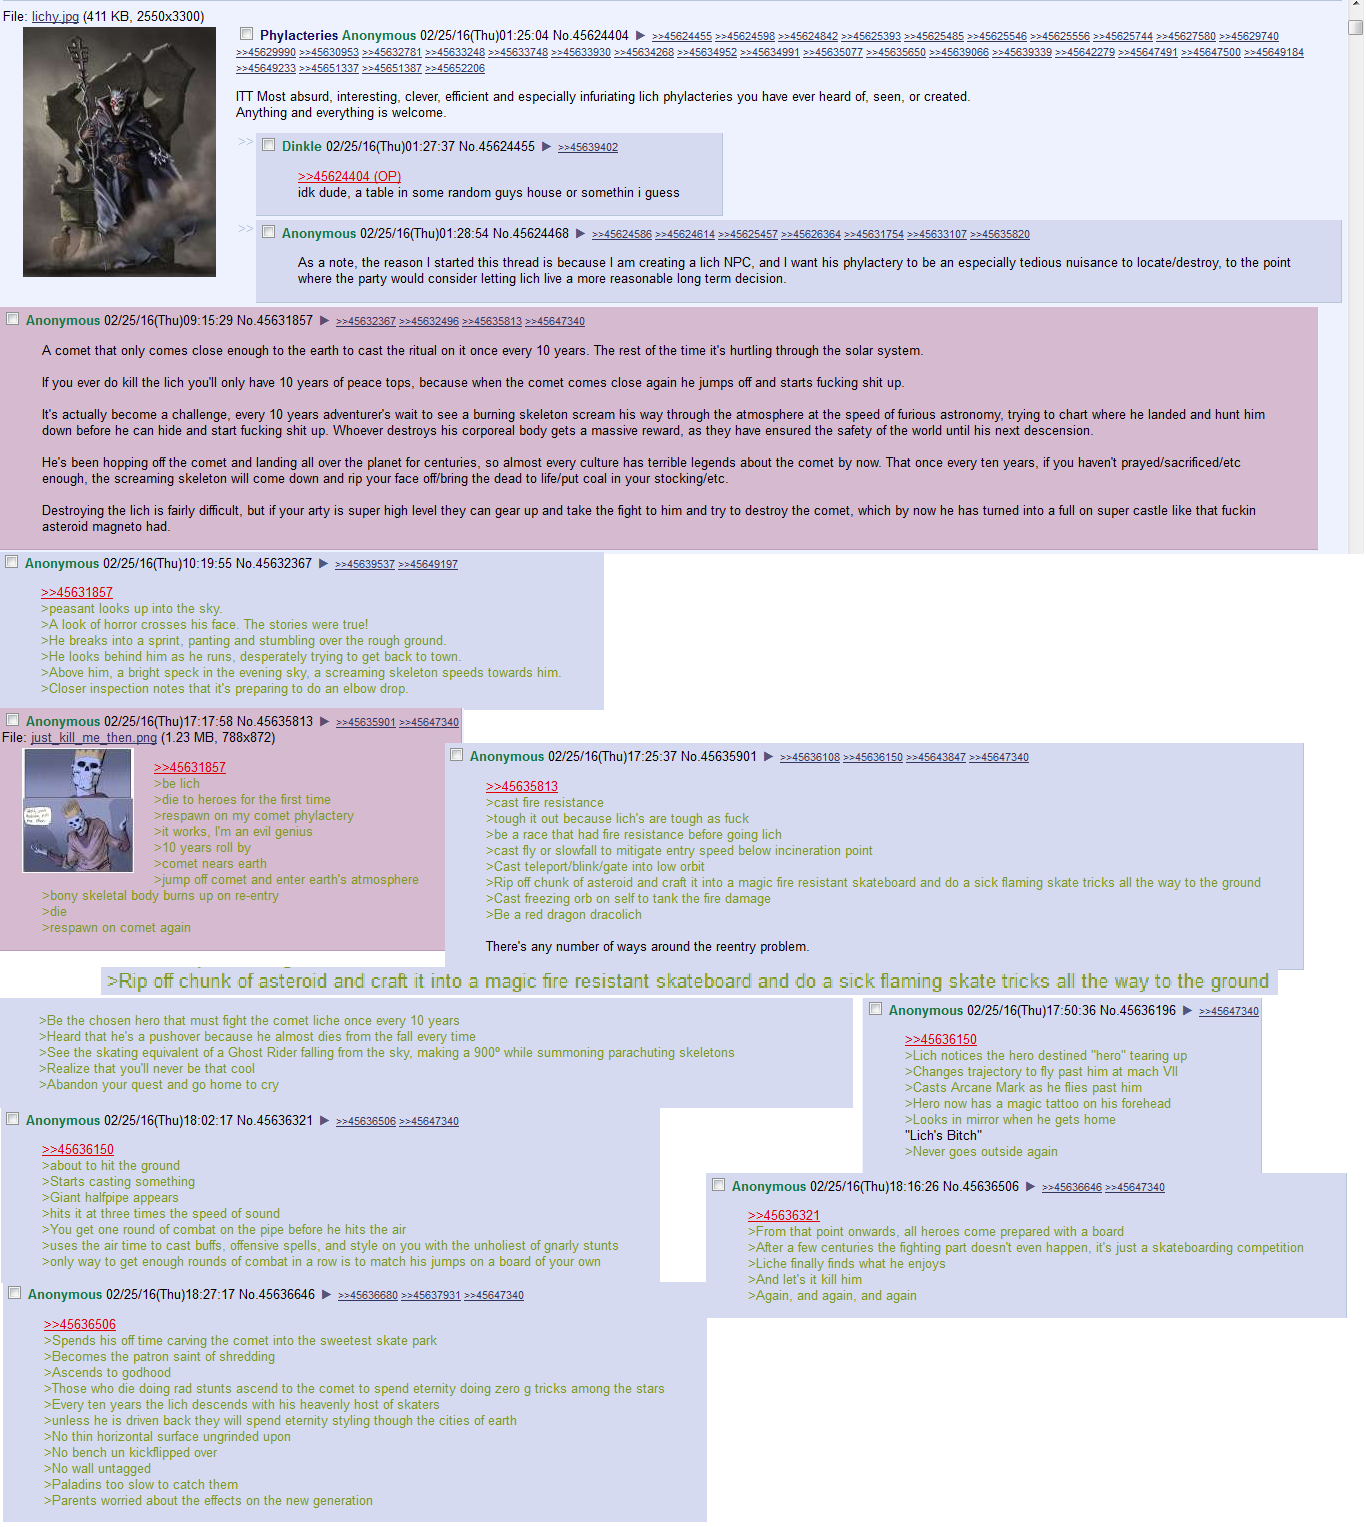 File: lichy.jpg (411 KB, 2550x3300)
Phylacteries Anonymous 02/25/16(Thu)01:25:04 No.45624404 ▶ >>45624455 >>45624598 >>45624842 >>45625393 >>45625485 >>45625546 >>45625556 >>45625744 >>45627580 >>45629740
>>45629990 >>45630953 >>45632781 >>45633248 >>45633748 >>45633930 >>45634268 >>45634952 >>45634991 >>45635077 >>45635650 >>45639066 >>45639339 >>45642279 >>45647491 >>45647500 >>45649184
>>45649233 >>45651337 >>45651387 >>45652206
ITT Most absurd, interesting, clever, efficient and especially infuriating lich phylacteries you have ever heard of, seen, or created.
Anything and everything is welcome.
>> Dinkle 02/25/16(Thu)01:27:37 No.45624455 ▶ >>45639402
>>45624404 (OP)
idk dude, a table in some random guys house or somethin i guess
>> Anonymous 02/25/16(Thu)01:28:54 No.45624468 ▶ >>45624586 >>45624614 >>45625457 >>45626364 >>45631754 >>45633107 >>45635820
As a note, the reason I started this thread is because I am creating a lich NPC, and I want his phylactery to be an especially tedious nuisance to locate/destroy, to the point
where the party would consider letting lich live a more reasonable long term decision.
Anonymous 02/25/16(Thu)09:15:29 No.45631857 ▶ >>45632367 >>45632496 >>45635813 >>45647340
A comet that only comes close enough to the earth to cast the ritual on it once every 10 years. The rest of the time it's hurtling through the solar system.
If you ever do kill the lich you'll only have 10 years of peace tops, because when the comet comes close again he jumps off and starts fucking shit up.
It's actually become a challenge, every 10 years adventurer's wait to see a burning skeleton scream his way through the atmosphere at the speed of furious astronomy, trying to chart where he landed and hunt him
down before he can hide and start fucking shit up. Whoever destroys his corporeal body gets a massive reward, as they have ensured the safety of the world until his next descension.
He's been hopping off the comet and landing all over the planet for centuries, so almost every culture has terrible legends about the comet by now. That once every ten years, if you haven't prayed/sacrificed/etc
enough, the screaming skeleton will come down and rip your face off/bring the dead to life/put coal in your stocking/etc.
Destroying the lich is fairly difficult, but if your arty is super high level they can gear up and take the fight to him and try to destroy the comet, which by now he has turned into a full on super castle like that fuckin
asteroid magneto had.
Anonymous 02/25/16(Thu)10:19:55 No.45632367 ▶ >>45639537 >>45649197
>>45631857
>peasant looks up into the sky.
>A look of horror crosses his face. The stories were true!
>He breaks into a sprint, panting and stumbling over the rough ground.
>He looks behind him as he runs, desperately trying to get back to town.
>Above him, a bright speck in the evening sky, a screaming skeleton speeds towards him.
>Closer inspection notes that it's preparing to do an elbow drop.
Anonymous 02/25/16(Thu)17:17:58 No.45635813 ▶ >>45635901 >>45647340
File: just_kill_me_then.png (1.23 MB, 788x872)
>>45631857
>be lich
>die to heroes for the first time
>respawn on my comet phylactery
>it works, I'm an evil genius
>10 years roll by
>comet nears earth
>jump off comet and enter earth's atmosphere
>bony skeletal body burns up on re-entry
>die
>respawn on comet again
Anonymous 02/25/16(Thu)17:25:37 No.45635901 ▶ >>45636108 >>45636150 >>45643847 >>45647340
>>45635813
>cast fire resistance
>tough it out because lich's are tough as fuck
>be a race that had fire resistance before going lich
>cast fly or slowfall to mitigate entry speed below incineration point
>Cast teleport/blink/gate into low orbit
>Rip off chunk of asteroid and craft it into a magic fire resistant skateboard and do a sick flaming skate tricks all the way to the ground
>Cast freezing orb on self to tank the fire damage
>Be a red dragon dracolich
There's any number of ways around the reentry problem.
>Rip off chunk of asteroid and craft it into a magic fire resistant skateboard and do a sick flaming skate tricks all the way to the ground
>Be the chosen hero that must fight the comet liche once every 10 years
>Heard that he's a pushover because he almost dies from the fall every time
>See the skating equivalent of a Ghost Rider falling from the sky, making a 900º while summoning parachuting skeletons
>Realize that you'll never be that cool
>Abandon your quest and go home to cry
Anonymous 02/25/16(Thu)17:50:36 No.45636196 ▶ >>45647340
>>45636150
>Lich notices the hero destined "hero" tearing up
>Changes trajectory to fly past him at mach VII
>Casts Arcane Mark as he flies past him
>Hero now has a magic tattoo on his forehead
>Looks in mirror when he gets home
"Lich's Bitch"
>Never goes outside again
Anonymous 02/25/16(Thu)18:02:17 No.45636321 ▶ >>45636506 >>45647340
>>45636150
>about to hit the ground
>Starts casting something
>Giant halfpipe appears
>hits it at three times the speed of sound
>You get one round of combat on the pipe before he hits the air
>uses the air time to cast buffs, offensive spells, and style on you with the unholiest of gnarly stunts
>only way to get enough rounds of combat in a row is to match his jumps on a board of your own
Anonymous 02/25/16(Thu)18:16:26 No.45636506 ▶ >>45636646 >>45647340
>>45636321
>From that point onwards, all heroes come prepared with a board
>After a few centuries the fighting part doesn't even happen, it's just a skateboarding competition
>Liche finally finds what he enjoys
>And let's it kill him
>Again, and again, and again
Anonymous 02/25/16(Thu)18:27:17 No.45636646 ▶ >>45636680 >>45637931 >>45647340
>>45636506
>Spends his off time carving the comet into the sweetest skate park
>Becomes the patron saint of shredding
>Ascends to godhood
>Those who die doing rad stunts ascend to the comet to spend eternity doing zero g tricks among the stars
>Every ten years the lich descends with his heavenly host of skaters
>unless he is driven back they will spend eternity styling though the cities of earth
>No thin horizontal surface ungrinded upon
>No bench un kickflipped over
>No wall untagged
>Paladins too slow to catch them
>Parents worried about the effects on the new generation